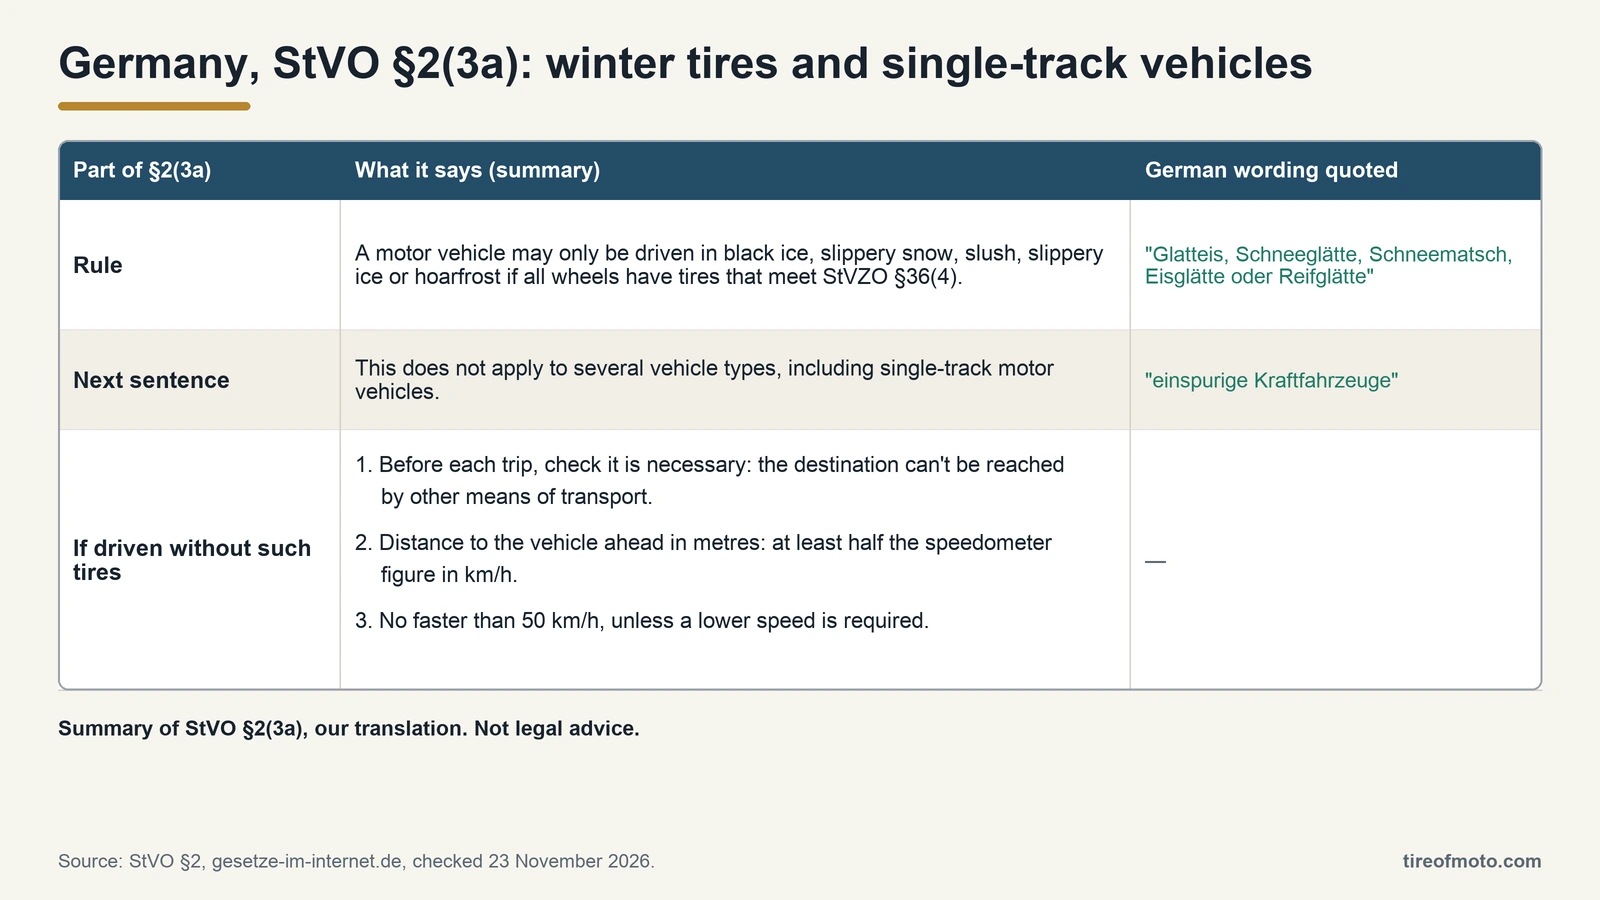 Germany, StVO §2(3a): winter tires and single-track vehicles
Part of §2(3a)
What it says (summary)
German wording quoted
Rule
A motor vehicle may only be driven in black ice, slippery snow, slush, slippery
ice or hoarfrost if all wheels have tires that meet StVZO §36(4).
"Glatteis, Schneeglätte, Schneematsch,
Eisglätte oder Reifglätte"
Next sentence
This does not apply to several vehicle types, including single-track motor
vehicles.
"einspurige Kraftfahrzeuge"
If driven without such
tires
1. Before each trip, check it is necessary: the destination can't be reached
by other means of transport.
2. Distance to the vehicle ahead in metres: at least half the speedometer
figure in km/h.
3. No faster than 50 km/h, unless a lower speed is required.
—
Summary of StVO §2(3a), our translation. Not legal advice.
Source: StVO §2, gesetze-im-internet.de, checked 23 November 2026.
tireofmoto.com